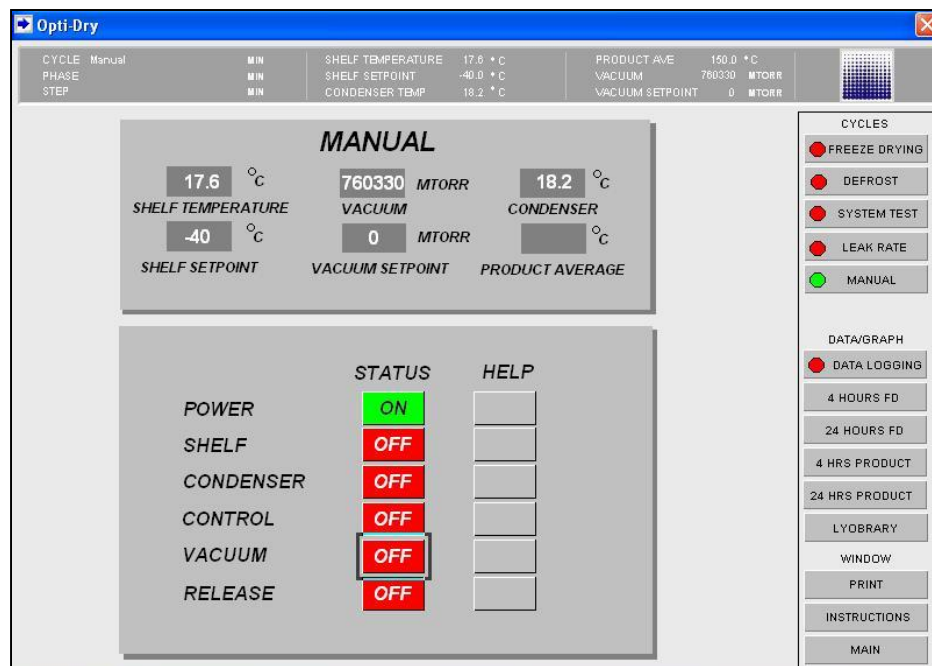 Opti-Dry
CYCLE Manual MIN SHELF TEMPERATURE 17.6 °C PRODUCT AVE 150.0 °C
PHASE MIN SHELF SETPOINT -40.0 °C VACUUM 760330 MTORR
STEP MIN CONDENSER TEMP 18.2 °C VACUUM SETPOINT 0 MTORR
MANUAL
17.6 °C 760330 MTORR 18.2 °C
SHELF TEMPERATURE VACUUM CONDENSER
-40 °C 0 MTORR °C
SHELF SETPOINT VACUUM SETPOINT PRODUCT AVERAGE
STATUS HELP
POWER ON
SHELF OFF
CONDENSER OFF
CONTROL OFF
VACUUM OFF
RELEASE OFF
CYCLES
FREEZE DRYING
DEFROST
SYSTEM TEST
LEAK RATE
MANUAL
DATA/GRAPH
DATA LOGGING
4 HOURS FD
24 HOURS FD
4 HRS PRODUCT
24 HRS PRODUCT
LYOBRARY
WINDOW
PRINT
INSTRUCTIONS
MAIN